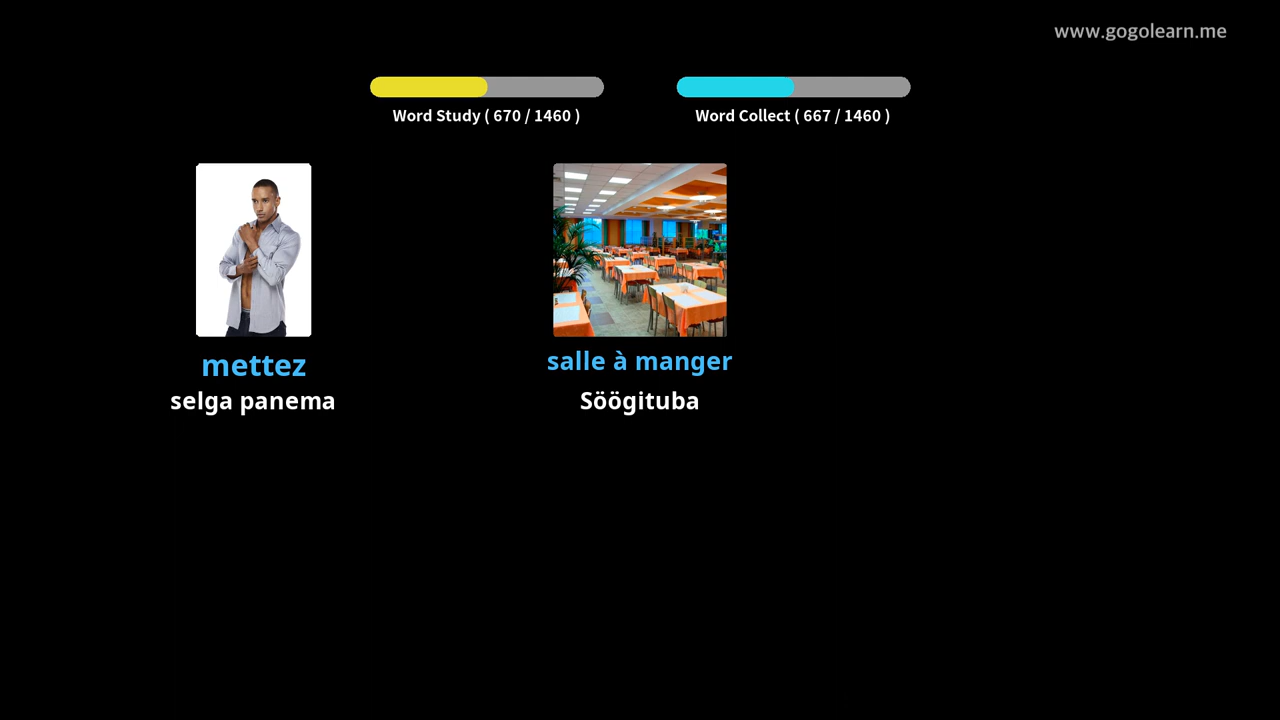 www.gogolearn.me
Word Study ( 670 / 1460 )
Word Collect ( 667 / 1460 )
mettez
selga panema
salle à manger
Söögituba